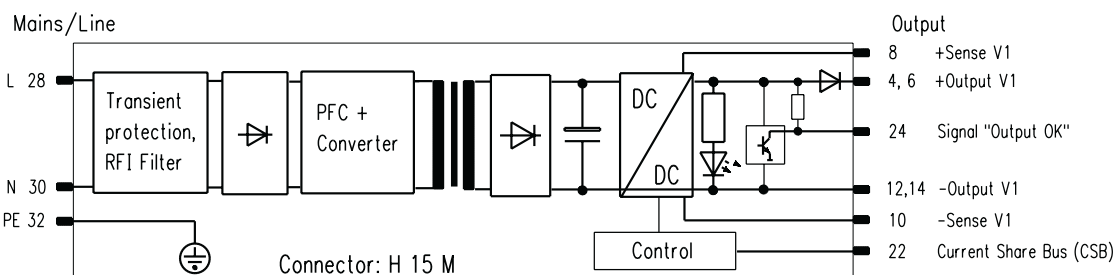 Mains/Line
Output
8 +Sense V1
L 28
4, 6 +Output V1
Transient
protection,
RFI Filter
PFC +
Converter
DC
DC
24 Signal "Output OK"
N 30
12,14 -Output V1
PE 32
10 -Sense V1
Control
22 Current Share Bus (CSB)
Connector: H 15 M